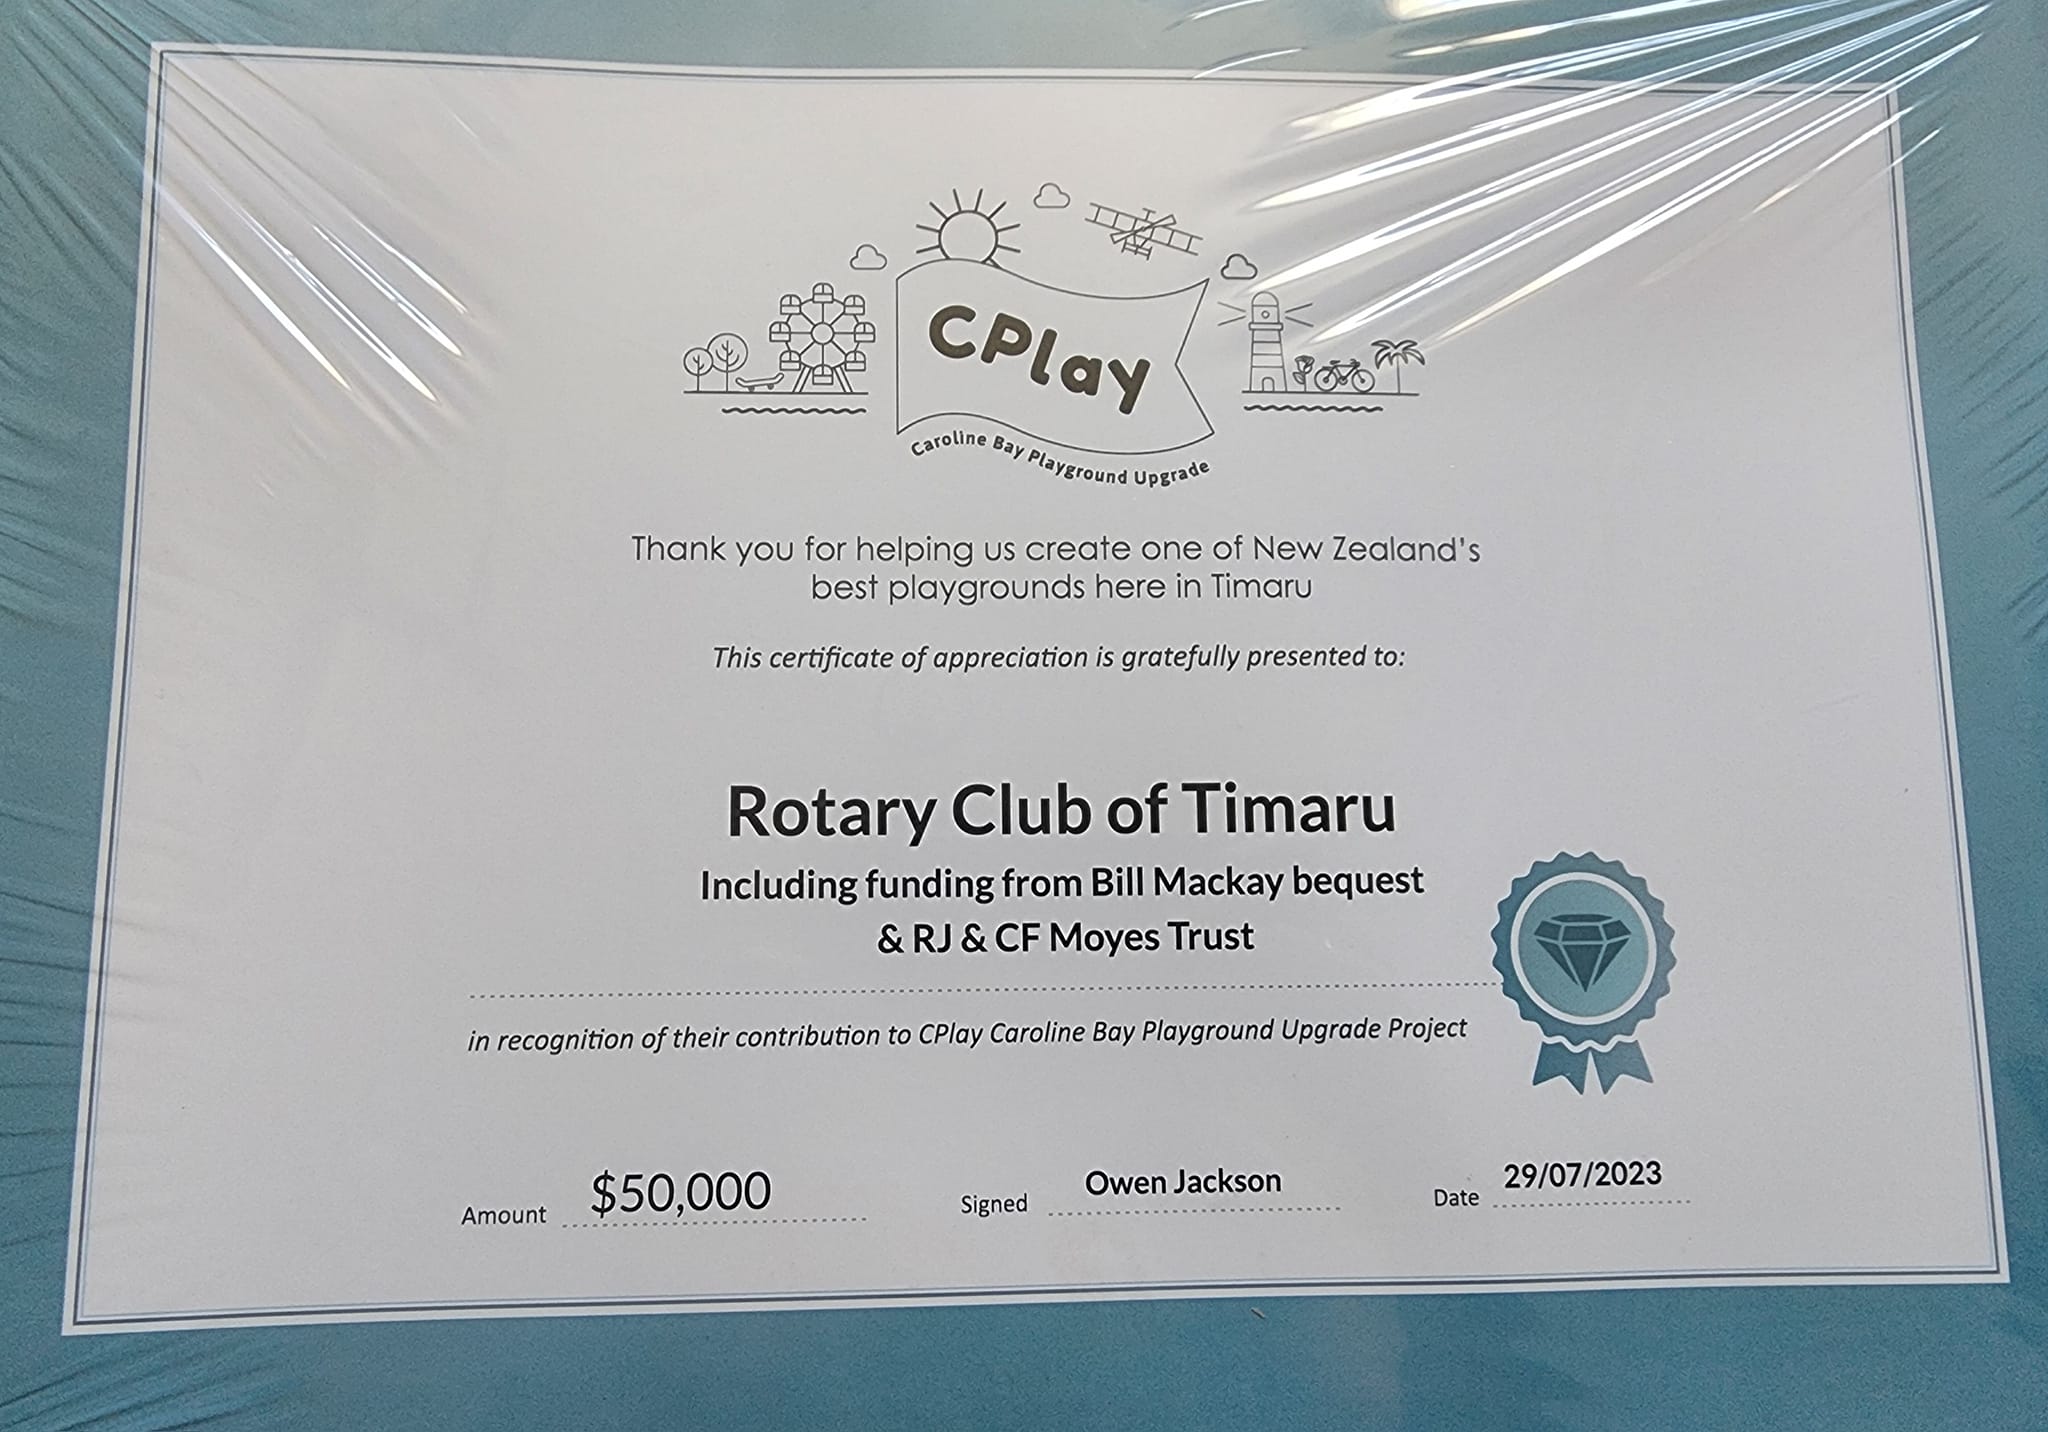 CPlay
Caroline Bay Playground Upgrade
Thank you for helping us create one of New Zealand's
best playgrounds here in Timaru
This certificate of appreciation is gratefully presented to:
Rotary Club of Timaru
Including funding from Bill Mackay bequest
& RJ & CF Moyes Trust
in recognition of their contribution to CPlay Caroline Bay Playground Upgrade Project
Amount $50,000 Signed Owen Jackson Date 29/07/2023